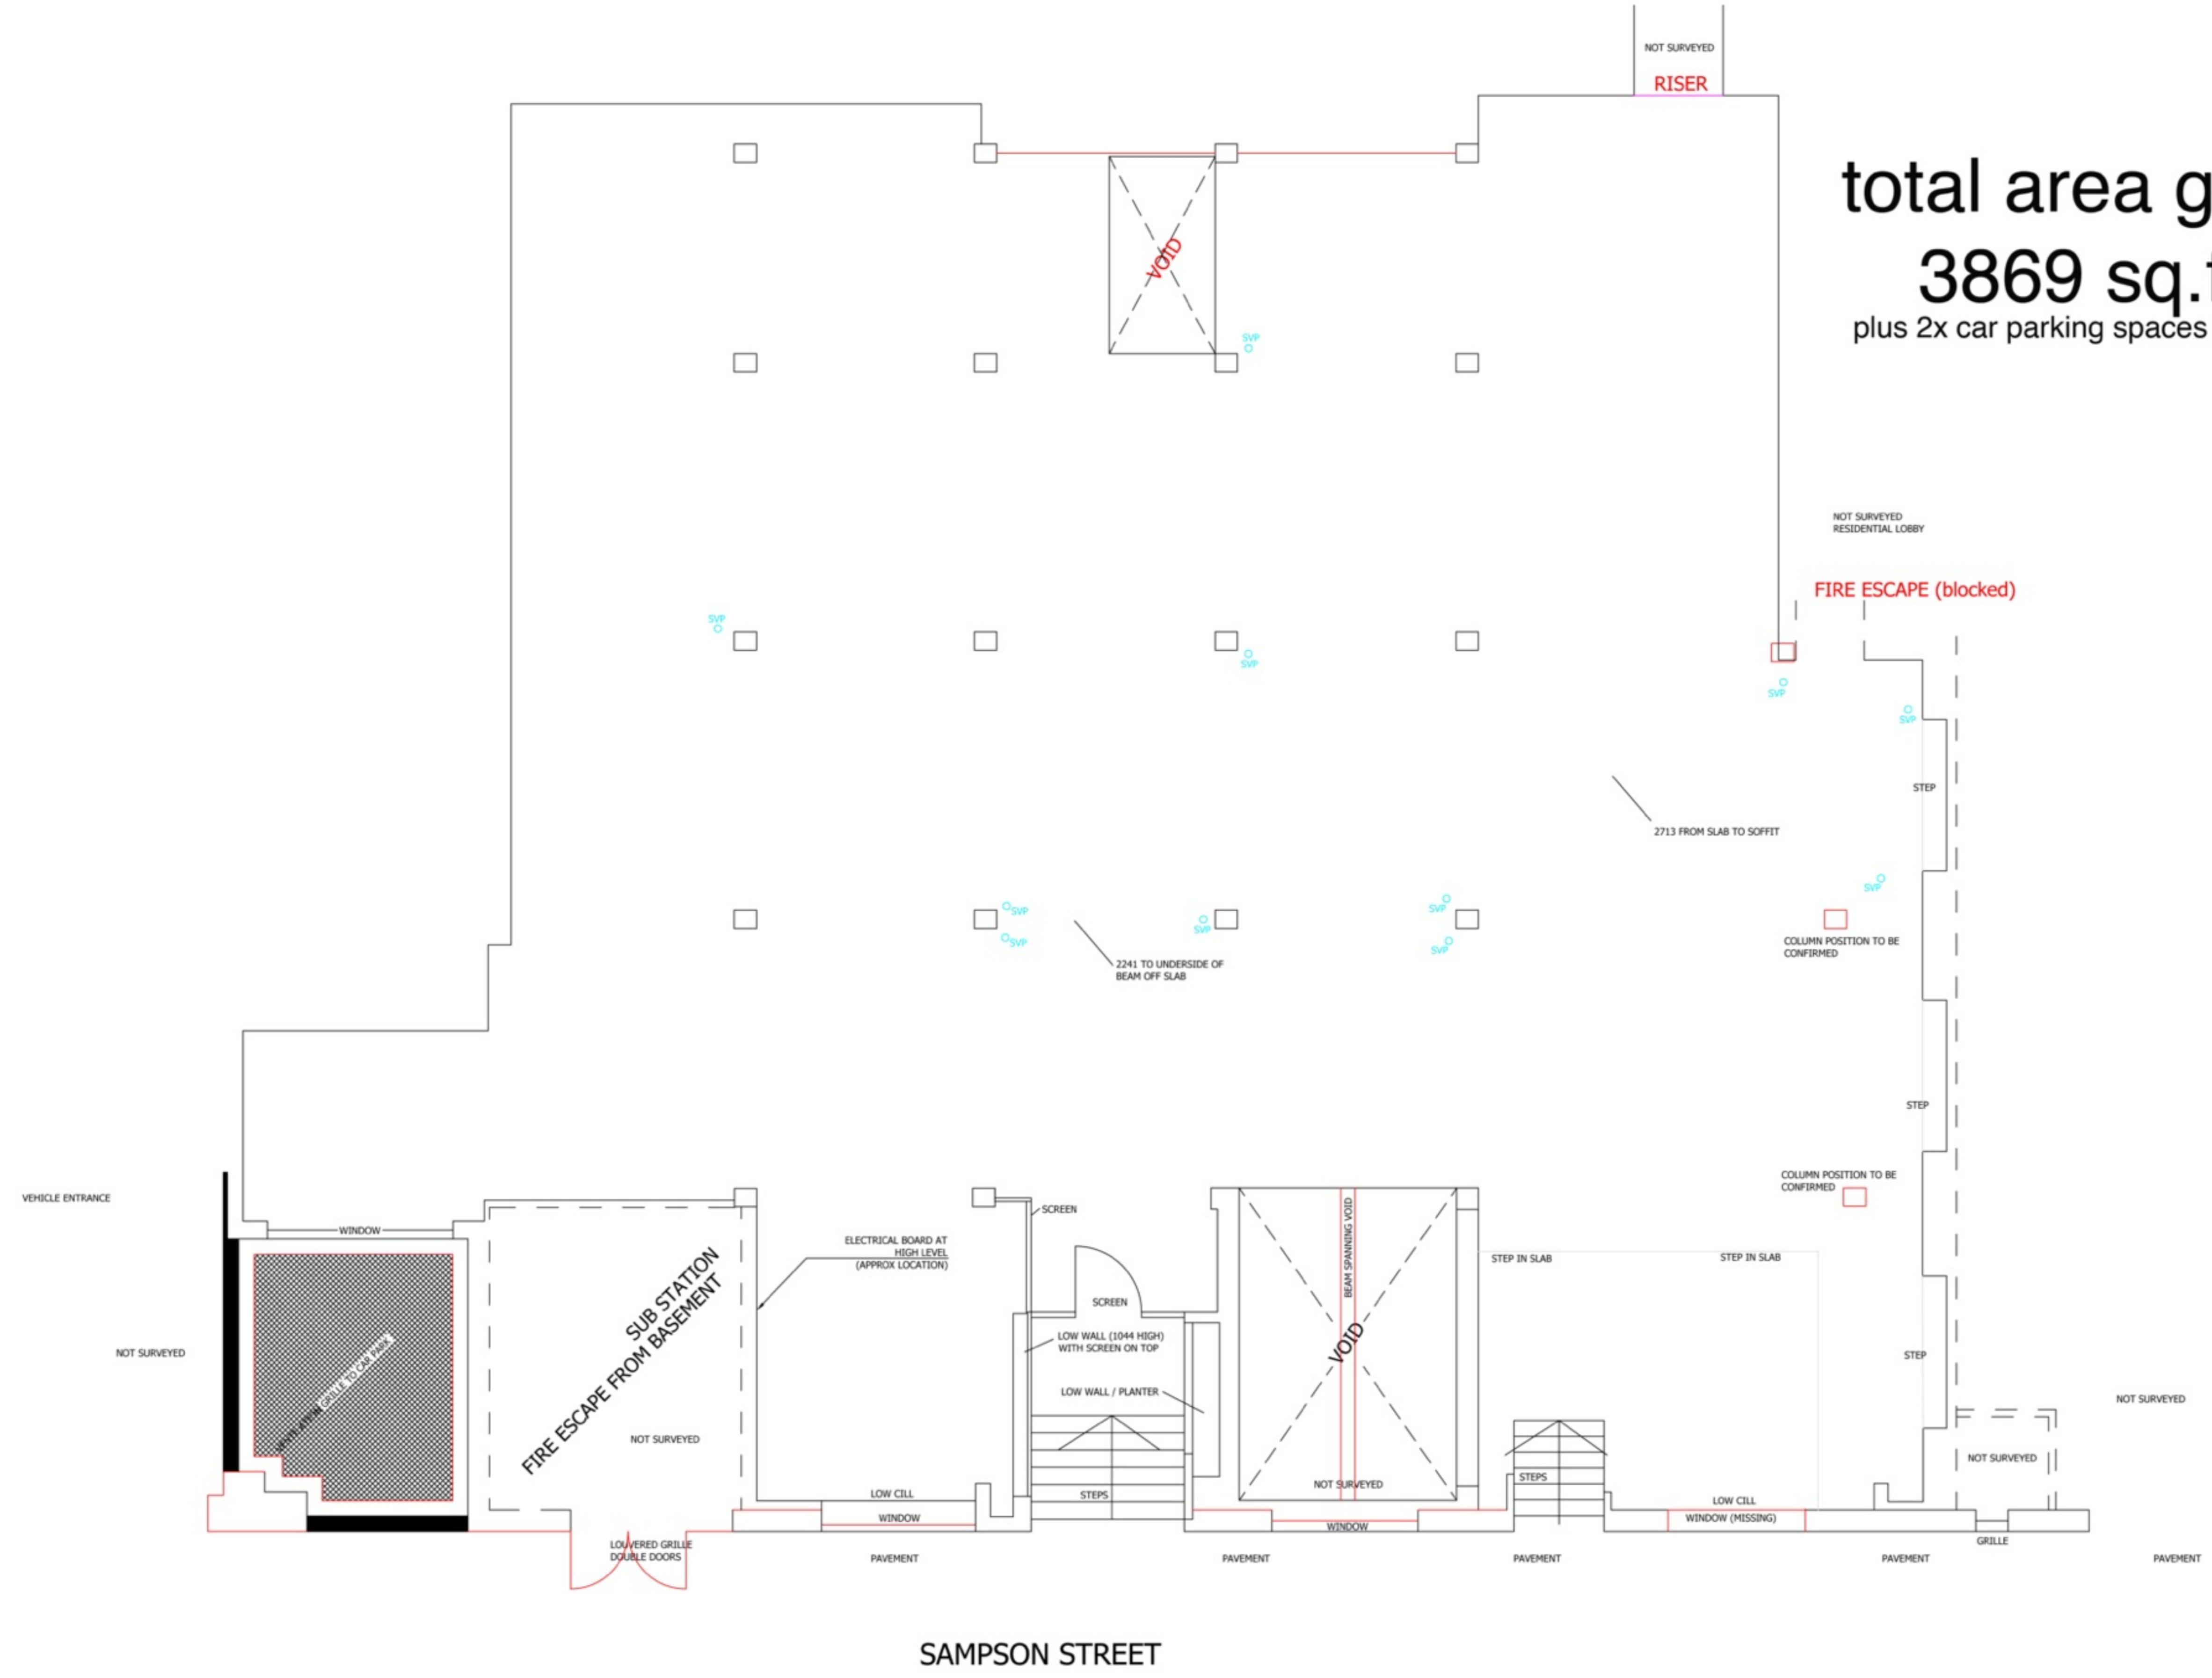 NOT SURVEYED
RISER
total area g
3869 sq.
plus 2x car parking spaces
VOID
SVP
NOT SURVEYED
RESIDENTIAL LOBBY
FIRE ESCAPE (blocked)
SVP
SVP
SVP
SVP
STEP
2713 FROM SLAB TO SOFFIT
SVP
SVP
SVP
SVP
SVP
SVP
COLUMN POSITION TO BE
CONFIRMED
2241 TO UNDERSIDE OF
BEAM OFF SLAB
STEP
COLUMN POSITION TO BE
CONFIRMED
VEHICLE ENTRANCE
WINDOW
SCREEN
BEAM SPANNING VOID
ELECTRICAL BOARD AT
HIGH LEVEL
(APPROX LOCATION)
STEP IN SLAB
STEP IN SLAB
SUB STATION
FIRE ESCAPE FROM BASEMENT
SCREEN
LOW WALL (1044 HIGH)
WITH SCREEN ON TOP
VOID
NOT SURVEYED
STEP
VENTILATION GRILLE TO CAR PARK
LOW WALL / PLANTER
NOT SURVEYED
NOT SURVEYED
NOT SURVEYED
NOT SURVEYED
STEPS
LOW CILL
STEPS
LOW CILL
WINDOW
WINDOW
WINDOW (MISSING)
GRILLE
LOUVERED GRILLE
DOUBLE DOORS
PAVEMENT
PAVEMENT
PAVEMENT
PAVEMENT
PAVEMENT
SAMPSON STREET